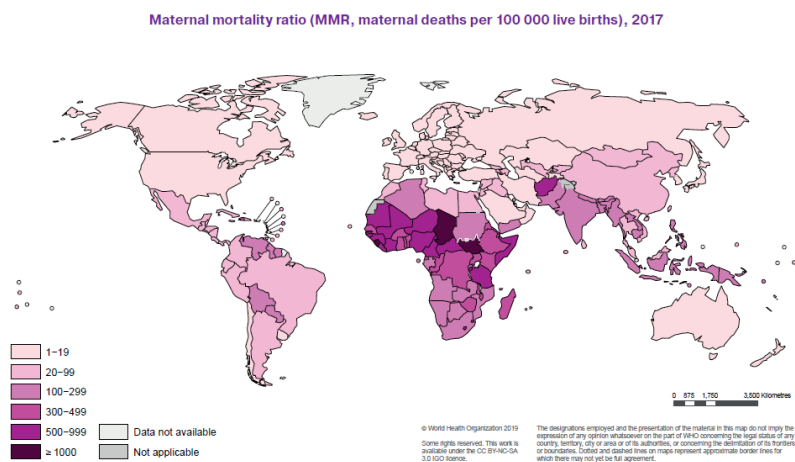 Maternal mortality ratio (MMR, maternal deaths per 100 000 live births), 2017
1–19
20–99
100–299
300–499
500–999
≥ 1000
Data not available
Not applicable
0 875 1,750 3,500 Kilometres
© World Health Organization 2019
Some rights reserved. This work is
available under the CC BY-NC-SA
3.0 IGO licence.
The designations employed and the presentation of the material in this map do not imply the
expression of any opinion whatsoever on the part of WHO concerning the legal status of any
country, territory, city or area or of its authorities, or concerning the delimitation of its frontiers
or boundaries. Dotted and dashed lines on maps represent approximate border lines for
which there may not yet be full agreement.